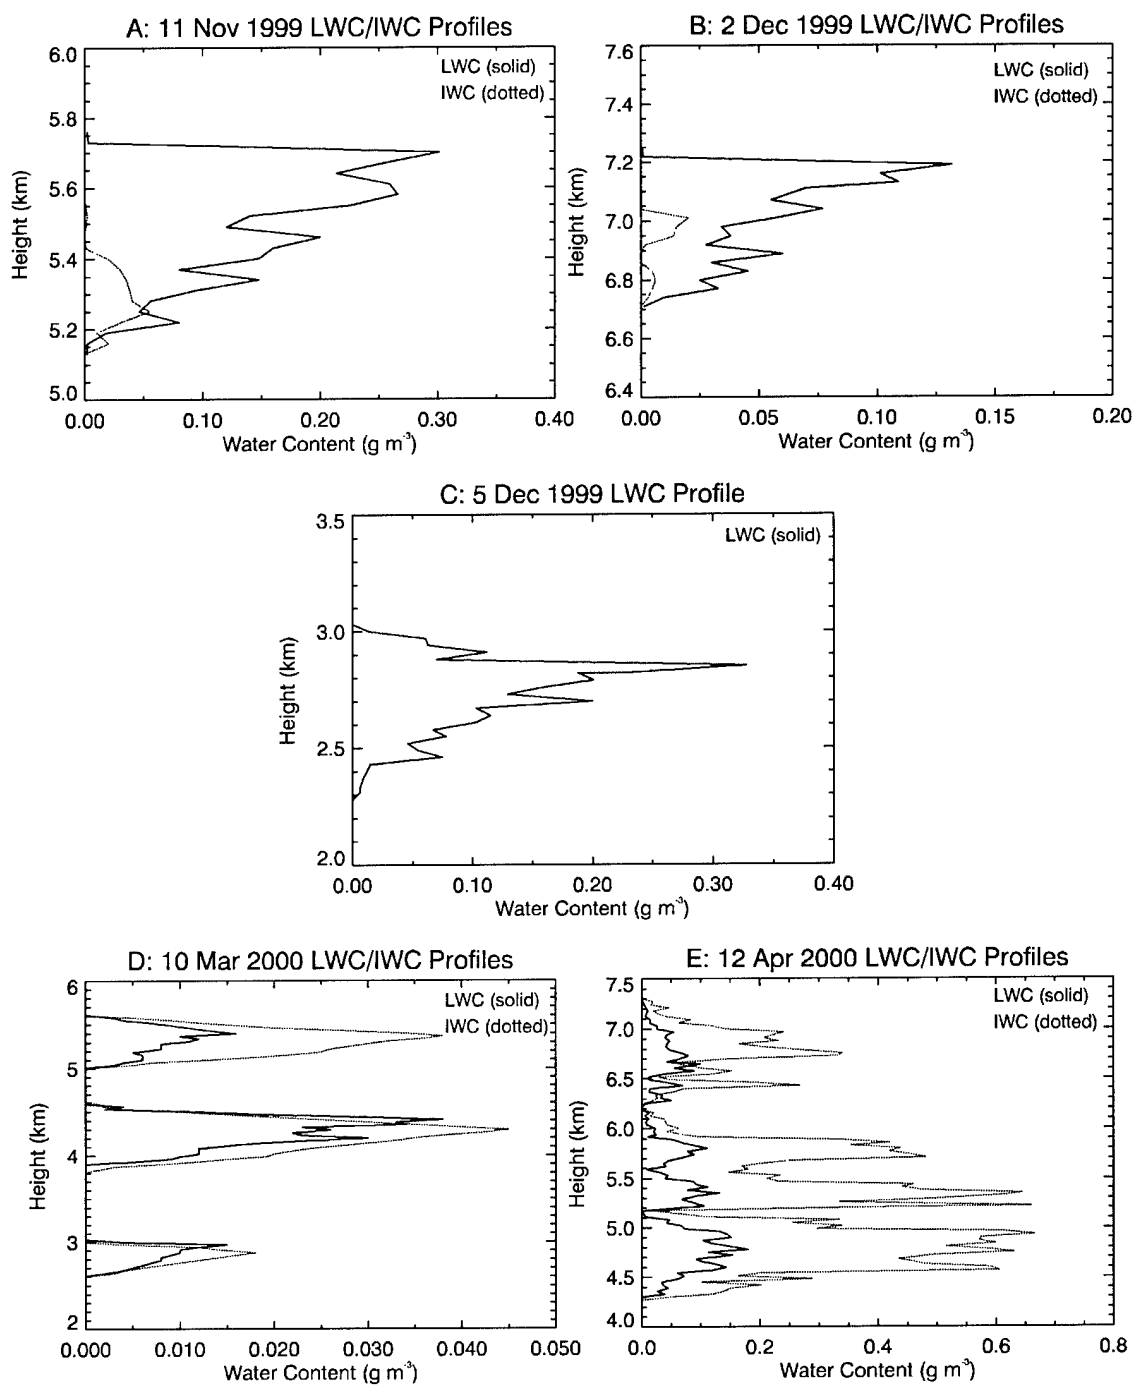 A: 11 Nov 1999 LWC/IWC Profiles
LWC (solid)
IWC (dotted)
6.0
5.8
5.6
5.4
5.2
5.0
Height (km)
0.00 0.10 0.20 0.30 0.40
Water Content (g m⁻³)
B: 2 Dec 1999 LWC/IWC Profiles
LWC (solid)
IWC (dotted)
7.6
7.4
7.2
7.0
6.8
6.6
6.4
Height (km)
0.00 0.05 0.10 0.15 0.20
Water Content (g m⁻³)
C: 5 Dec 1999 LWC Profile
LWC (solid)
3.5
3.0
2.5
2.0
Height (km)
0.00 0.10 0.20 0.30 0.40
Water Content (g m⁻³)
D: 10 Mar 2000 LWC/IWC Profiles
LWC (solid)
IWC (dotted)
6
5
4
3
2
Height (km)
0.000 0.010 0.020 0.030 0.040 0.050
Water Content (g m⁻³)
E: 12 Apr 2000 LWC/IWC Profiles
LWC (solid)
IWC (dotted)
7.5
7.0
6.5
6.0
5.5
5.0
4.5
4.0
Height (km)
0.0 0.2 0.4 0.6 0.8
Water Content (g m⁻³)